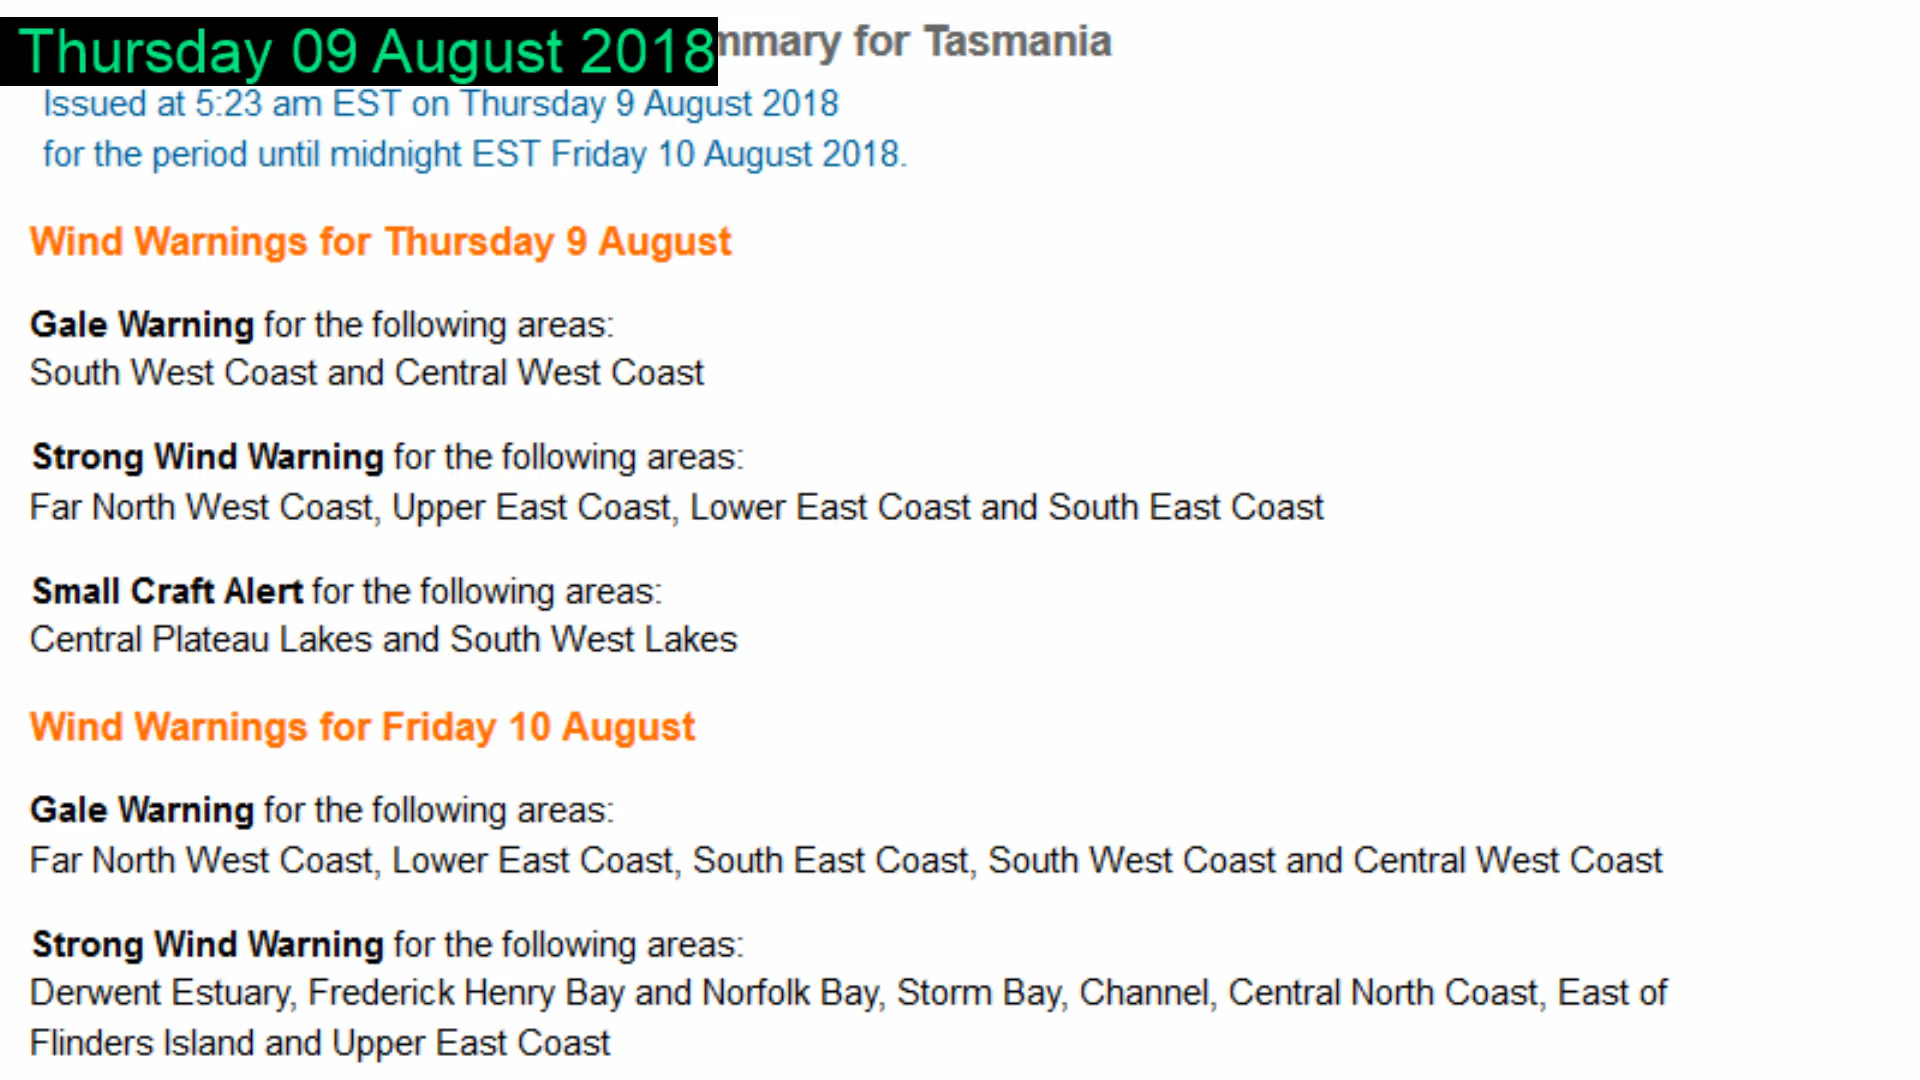 Thursday 09 August 2018
for Tasmania
Issued at 5:23 am EST on Thursday 9 August 2018
for the period until midnight EST Friday 10 August 2018.
Wind Warnings for Thursday 9 August
Gale Warning for the following areas:
South West Coast and Central West Coast
Strong Wind Warning for the following areas:
Far North West Coast, Upper East Coast, Lower East Coast and South East Coast
Small Craft Alert for the following areas:
Central Plateau Lakes and South West Lakes
Wind Warnings for Friday 10 August
Gale Warning for the following areas:
Far North West Coast, Lower East Coast, South East Coast, South West Coast and Central West Coast
Strong Wind Warning for the following areas:
Derwent Estuary, Frederick Henry Bay and Norfolk Bay, Storm Bay, Channel, Central North Coast, East of
Flinders Island and Upper East Coast